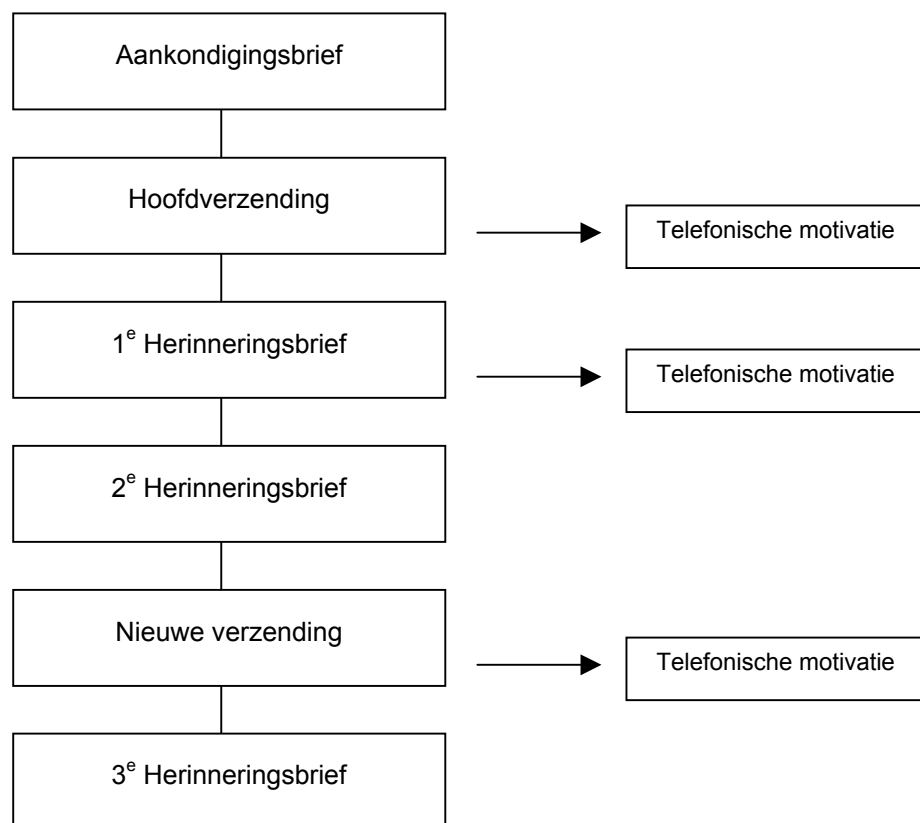 Aankondigingsbrief
Hoofdverzending
Telefonische motivatie
1e Herinneringsbrief
Telefonische motivatie
2e Herinneringsbrief
Nieuwe verzending
Telefonische motivatie
3e Herinneringsbrief